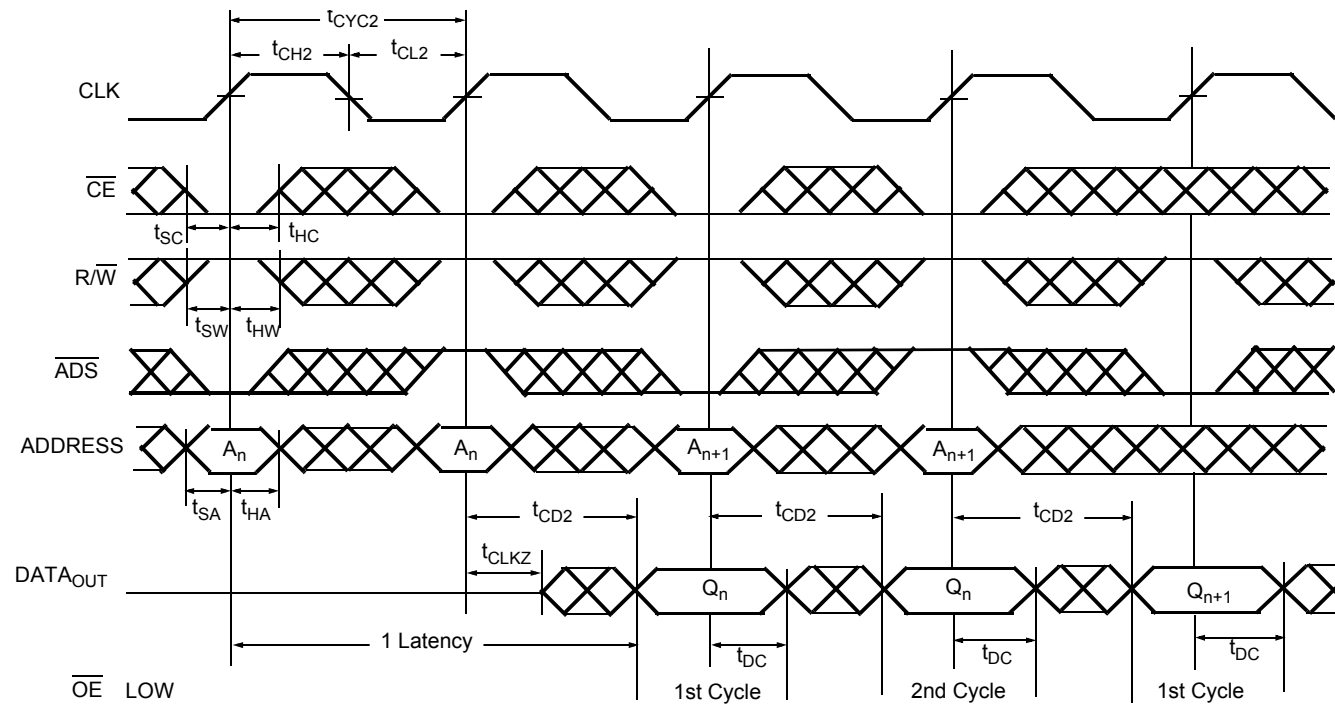 tCYC2
tCH2 tCL2
CLK
CE
tSC tHC
R/W
tSW tHW
ADS
ADDRESS An An An+1 An+1
tSA tHA
tCD2 tCD2 tCD2
tCLKZ
DATAOUT Qn Qn Qn+1
1 Latency tDC tDC tDC
OE LOW 1st Cycle 2nd Cycle 1st Cycle